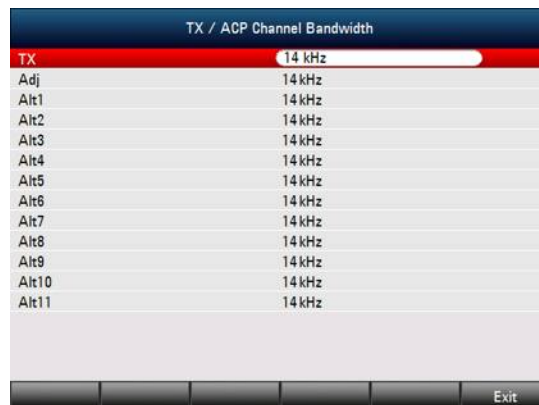 TX / ACP Channel Bandwidth
TX 14 kHz
Adj 14 kHz
Alt1 14 kHz
Alt2 14 kHz
Alt3 14 kHz
Alt4 14 kHz
Alt5 14 kHz
Alt6 14 kHz
Alt7 14 kHz
Alt8 14 kHz
Alt9 14 kHz
Alt10 14 kHz
Alt11 14 kHz
Exit